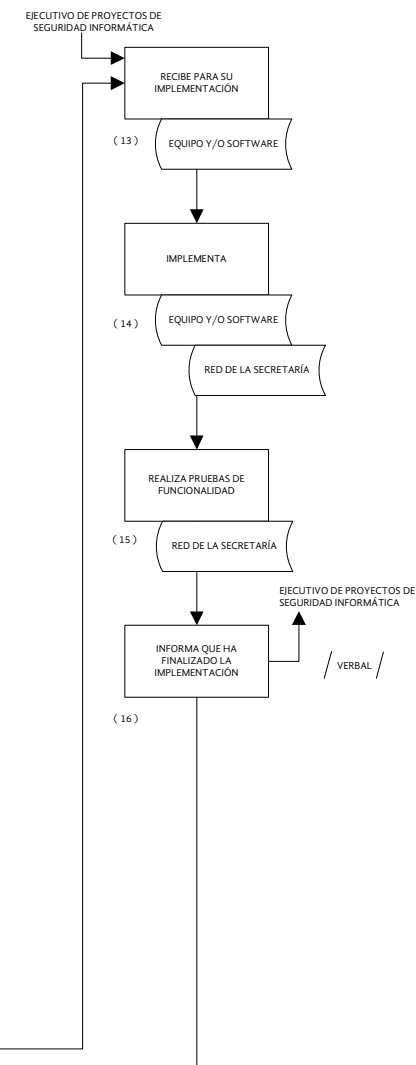 EJECUTIVO DE PROYECTOS DE
SEGURIDAD INFORMÁTICA
RECIBE PARA SU
IMPLEMENTACIÓN
( 13 )
EQUIPO Y/O SOFTWARE
IMPLEMENTA
( 14 )
EQUIPO Y/O SOFTWARE
RED DE LA SECRETARÍA
REALIZA PRUEBAS DE
FUNCIONALIDAD
( 15 )
RED DE LA SECRETARÍA
EJECUTIVO DE PROYECTOS DE
SEGURIDAD INFORMÁTICA
INFORMA QUE HA
FINALIZADO LA
IMPLEMENTACIÓN
VERBAL
( 16 )